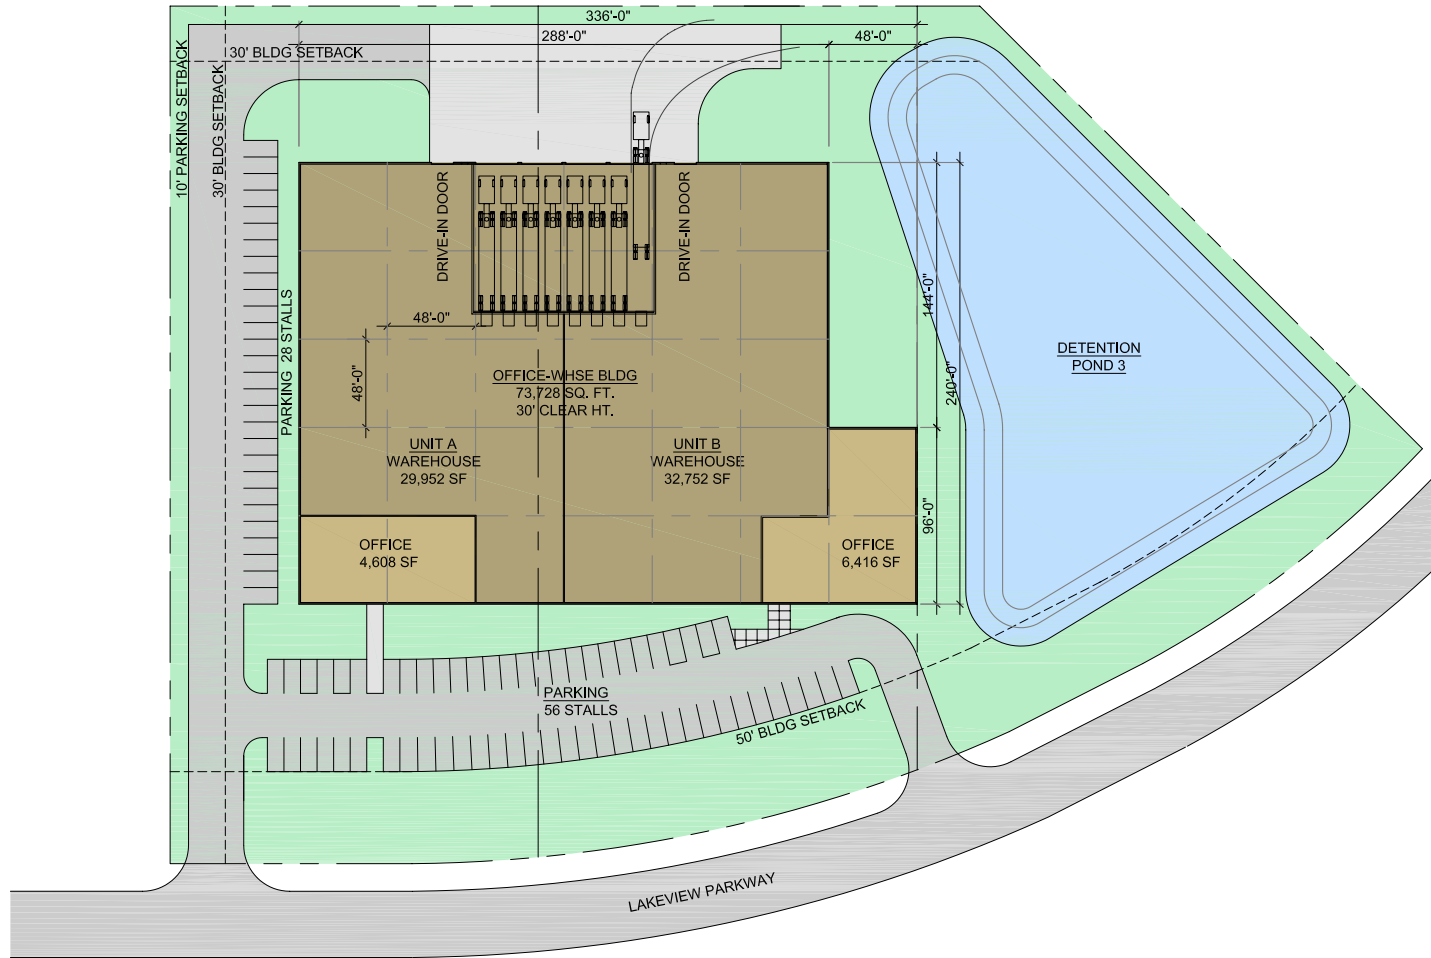 336'-0"
288'-0"
48'-0"
30' BLDG SETBACK
10' PARKING SETBACK
30' BLDG SETBACK
DRIVE-IN DOOR
DRIVE-IN DOOR
PARKING 28 STALLS
48'-0"
48'-0"
144'-0"
240'-0"
96'-0"
DETENTION
POND 3
OFFICE-WHSE BLDG
73,728 SQ. FT.
30' CLEAR HT.
UNIT A
WAREHOUSE
29,952 SF
UNIT B
WAREHOUSE
32,752 SF
OFFICE
4,608 SF
OFFICE
6,416 SF
PARKING
56 STALLS
50' BLDG SETBACK
LAKEVIEW PARKWAY